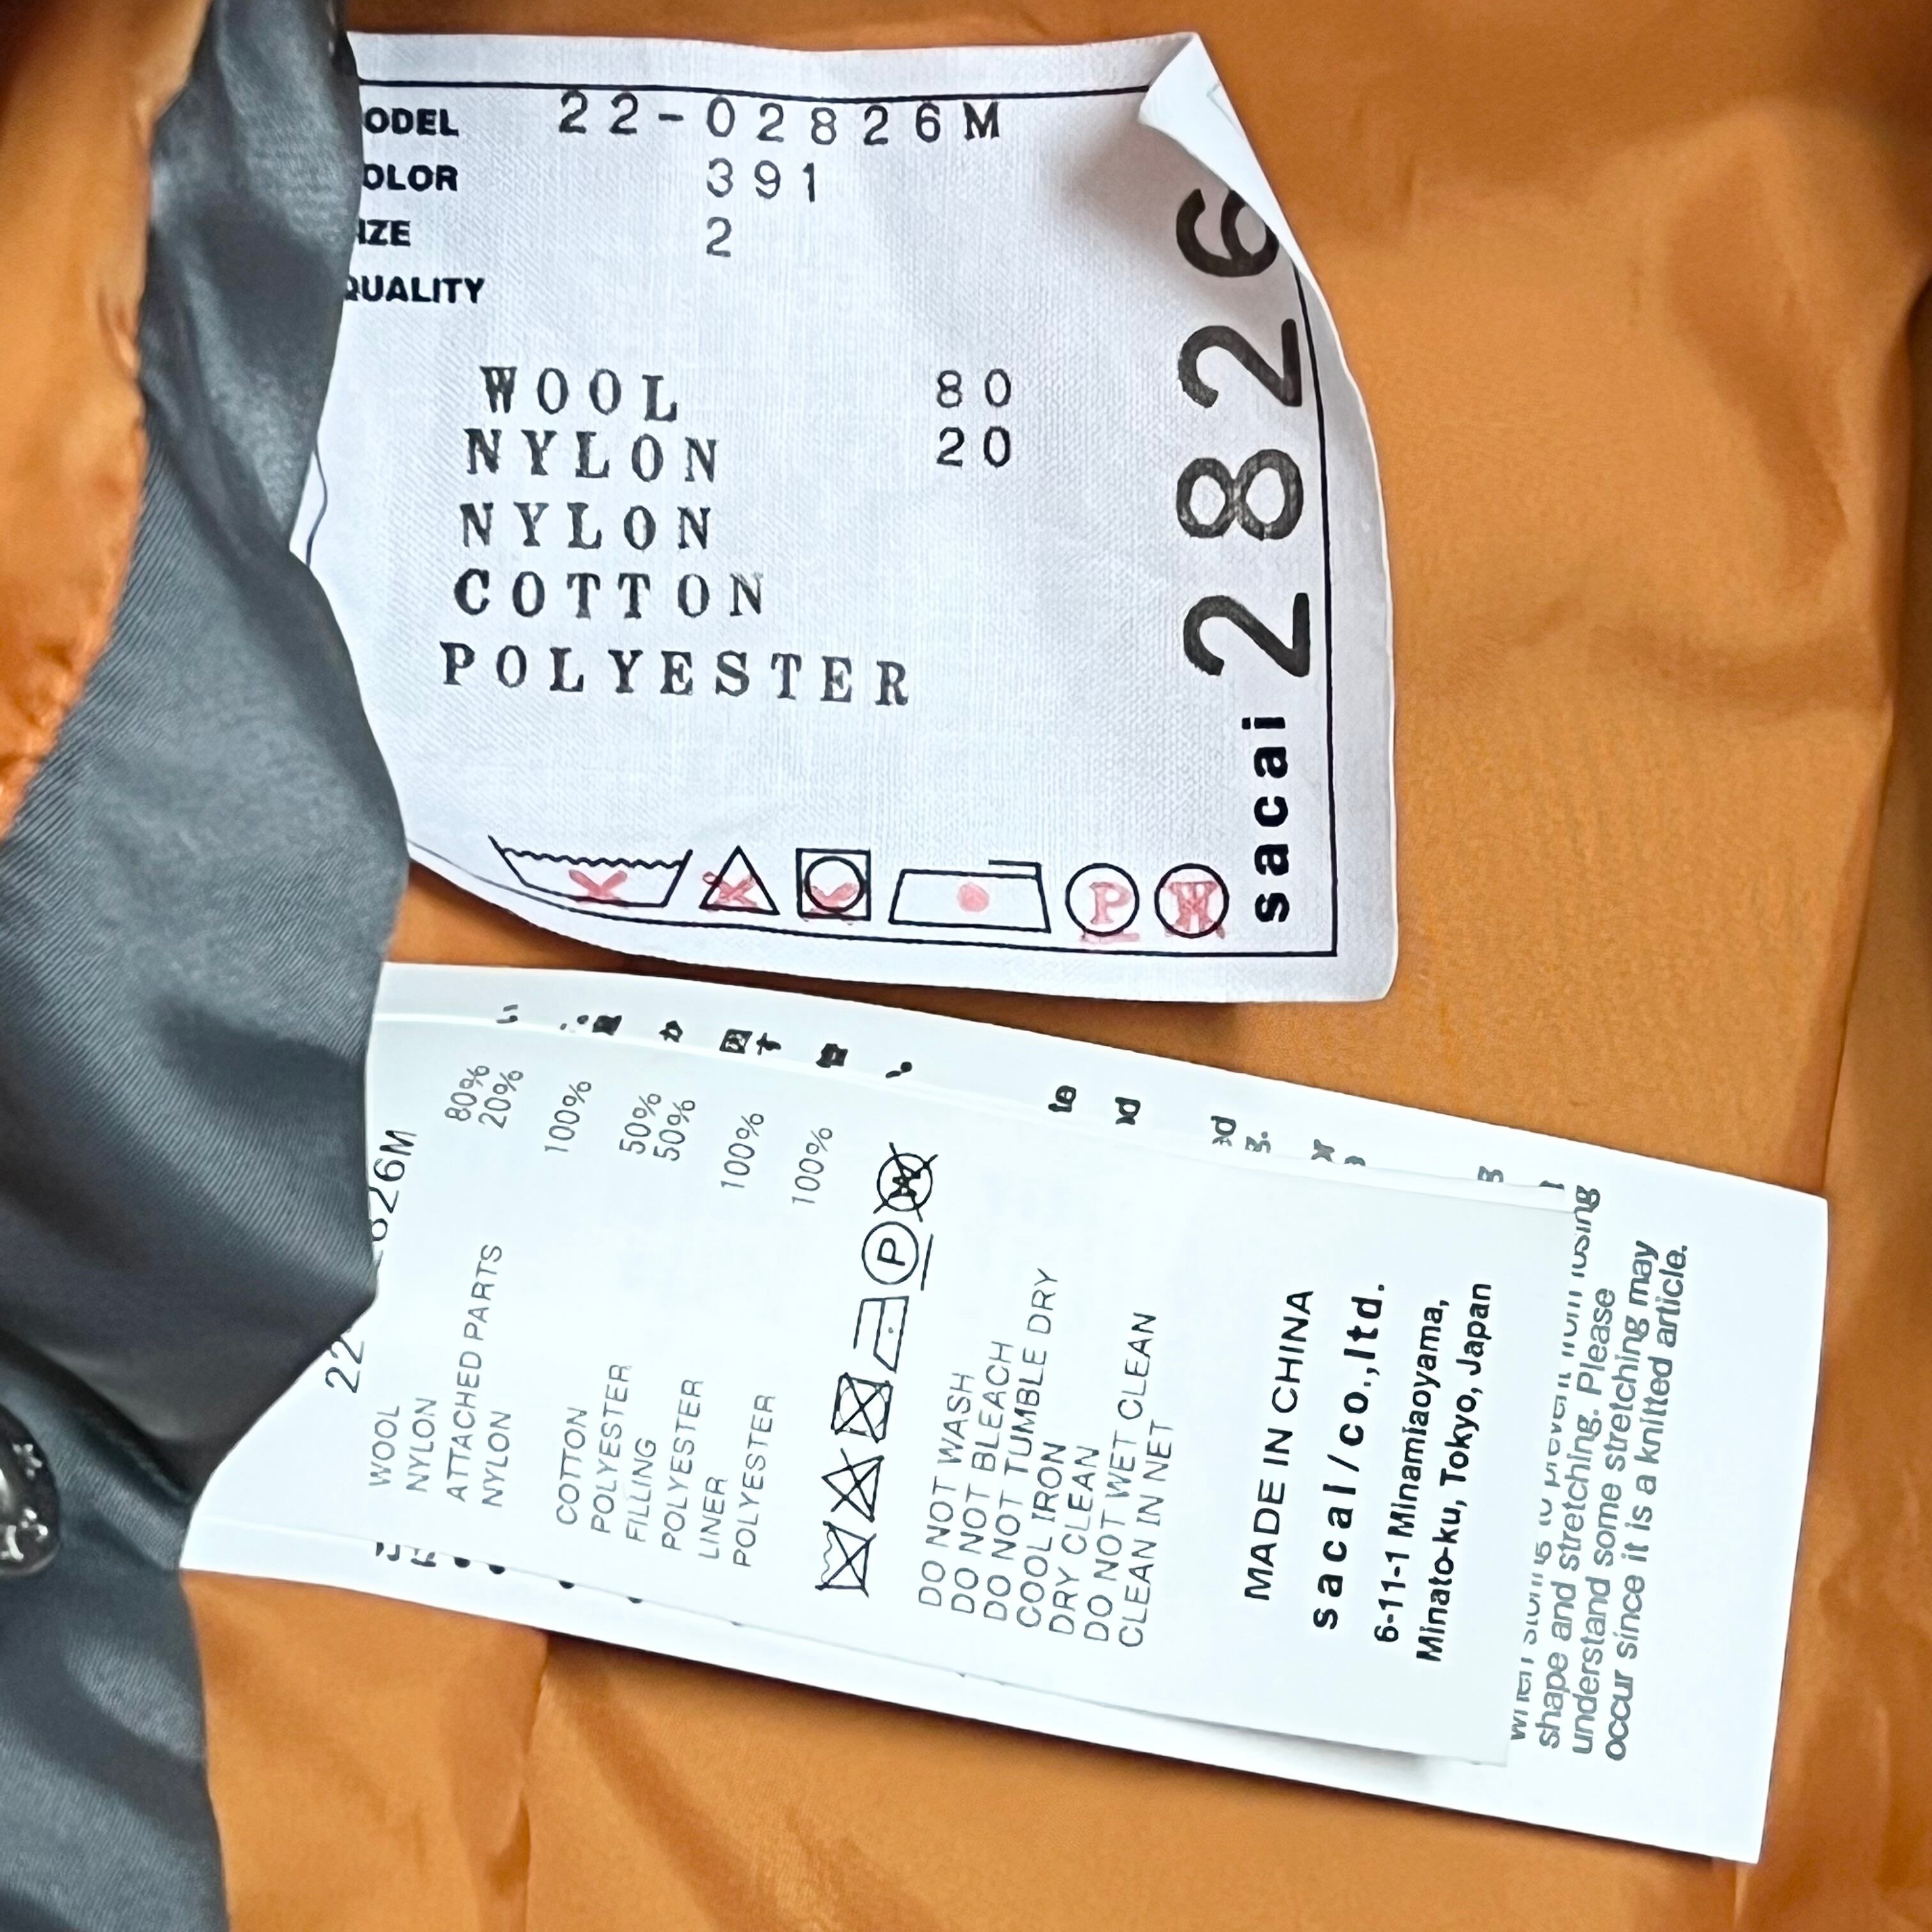 ODEL 22-02826M
OLOR 391
IZE 2
QUALITY
WOOL 80
NYLON 20
NYLON
COTTON
POLYESTER
P W
sacai 2826
22 826M
WOOL 80%
NYLON 20%
ATTACHED PARTS
NYLON 100%
COTTON 50%
POLYESTER 50%
FILLING
POLYESTER 100%
LINER
POLYESTER 100%
P W
DO NOT WASH
DO NOT BLEACH
DO NOT TUMBLE DRY
COOL IRON
DRY CLEAN
DO NOT WET CLEAN
CLEAN IN NET
MADE IN CHINA
sacai/co.,ltd.
6-11-1 Minamiaoyama,
Minato-ku, Tokyo, Japan
shape and stretching. Please
understand some stretching may
occur since it is a knitted article.